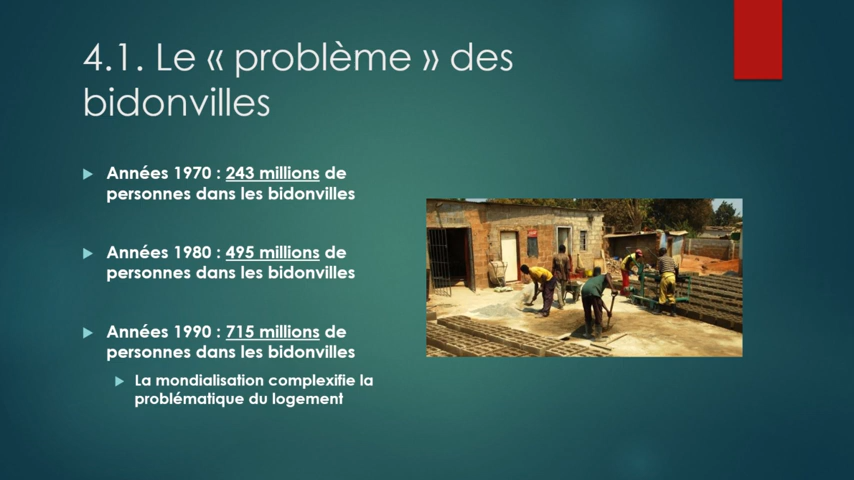 4.1. Le « problème » des
bidonvilles
Années 1970 : 243 millions de
personnes dans les bidonvilles
Années 1980 : 495 millions de
personnes dans les bidonvilles
Années 1990 : 715 millions de
personnes dans les bidonvilles
La mondialisation complexifie la
problématique du logement